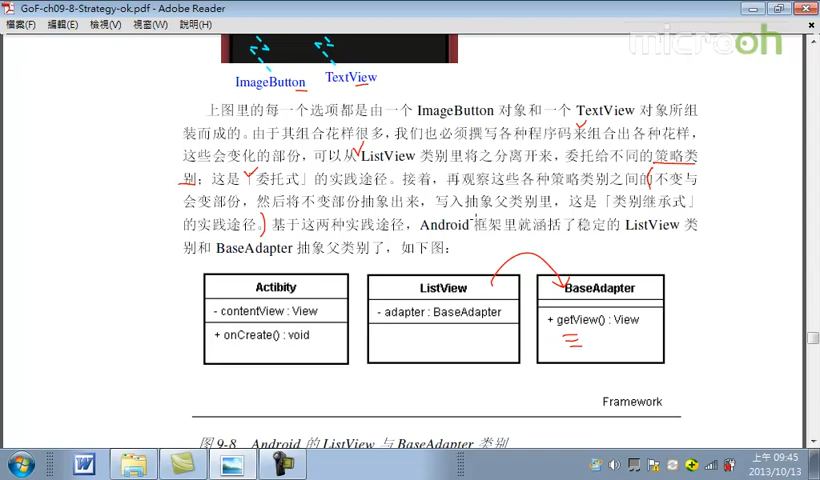 GoF-ch09-8-Strategy-ok.pdf - Adobe Reader
檔案(F) 編輯(E) 檢視(V) 視窗(W) 說明(H)
microoh
ImageButton TextView
上图里的每一个选项都是由一个 ImageButton 对象和一个 TextView 对象所组
装而成的。由于其组合花样很多，我们也必须撰写各种程序码来组合出各种花样，
这些会变化的部份，可以从 ListView 类别里将之分离开来，委托给不同的策略类
别；这是「委托式」的实践途径。接着，再观察这些各种策略类别之间的不变与
会变部份，然后将不变部份抽象出来，写入抽象父类别里，这是「类别继承式」
的实践途径。基于这两种实践途径，Android 框架里就涵括了稳定的 ListView 类
别和 BaseAdapter 抽象父类别了，如下图：
Actibity
- contentView : View
+ onCreate() : void
ListView
- adapter : BaseAdapter
BaseAdapter
+ getView() : View
Framework
图 9-8 Android 的 ListView 与 BaseAdapter 类别
上午 09:45
2013/10/13